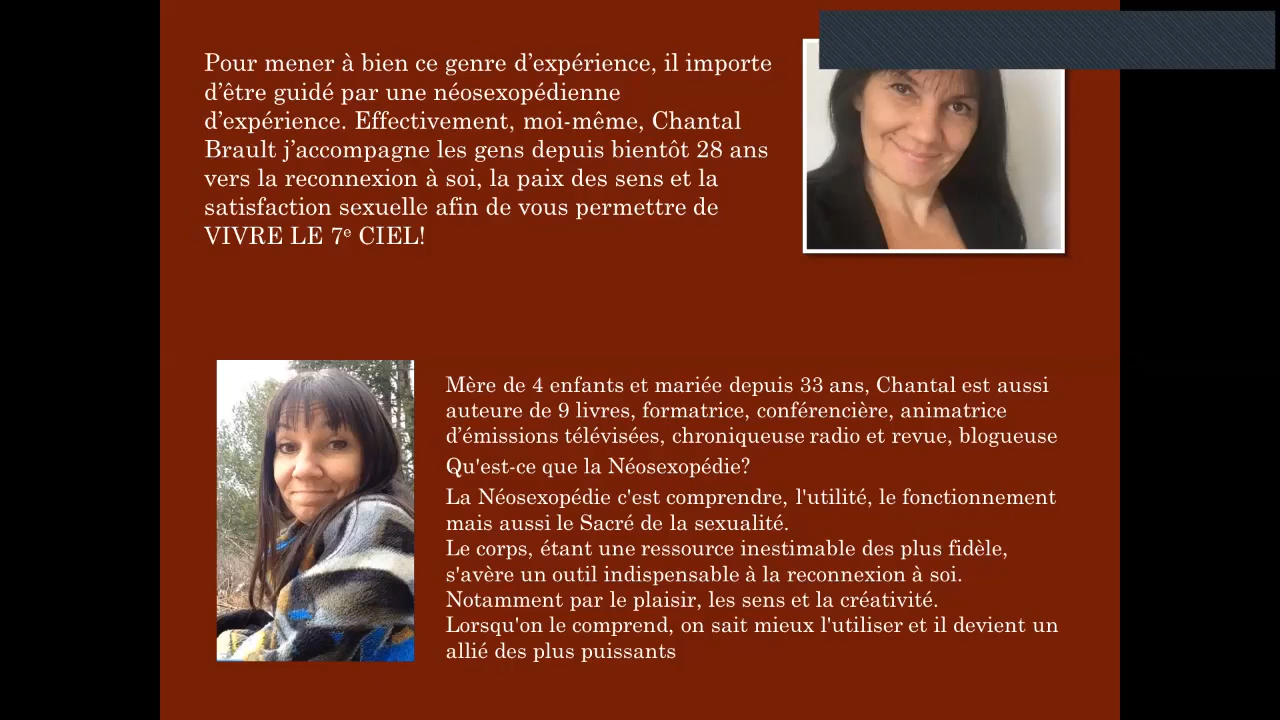 Pour mener à bien ce genre d’expérience, il importe
d’être guidé par une néosexopédienne
d’expérience. Effectivement, moi-même, Chantal
Brault j’accompagne les gens depuis bientôt 28 ans
vers la reconnexion à soi, la paix des sens et la
satisfaction sexuelle afin de vous permettre de
VIVRE LE 7ᵉ CIEL!
Mère de 4 enfants et mariée depuis 33 ans, Chantal est aussi
auteure de 9 livres, formatrice, conférencière, animatrice
d’émissions télévisées, chroniqueuse radio et revue, blogueuse
Qu'est-ce que la Néosexopédie?
La Néosexopédie c'est comprendre, l'utilité, le fonctionnement
mais aussi le Sacré de la sexualité.
Le corps, étant une ressource inestimable des plus fidèle,
s'avère un outil indispensable à la reconnexion à soi.
Notamment par le plaisir, les sens et la créativité.
Lorsqu'on le comprend, on sait mieux l'utiliser et il devient un
allié des plus puissants